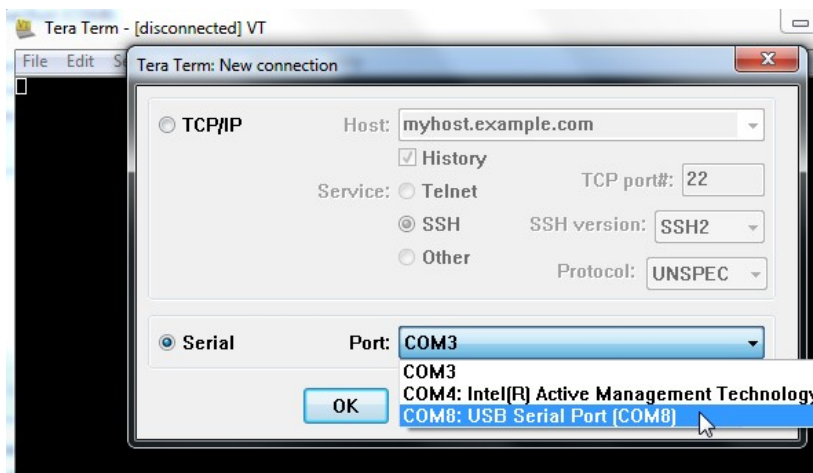 Tera Term - [disconnected] VT
File Edit
Tera Term: New connection
TCP/IP Host: myhost.example.com
History
Service: Telnet TCP port#: 22
SSH SSH version: SSH2
Other Protocol: UNSPEC
Serial Port: COM3
COM3
COM4: Intel(R) Active Management Technology
OK COM8: USB Serial Port (COM8)